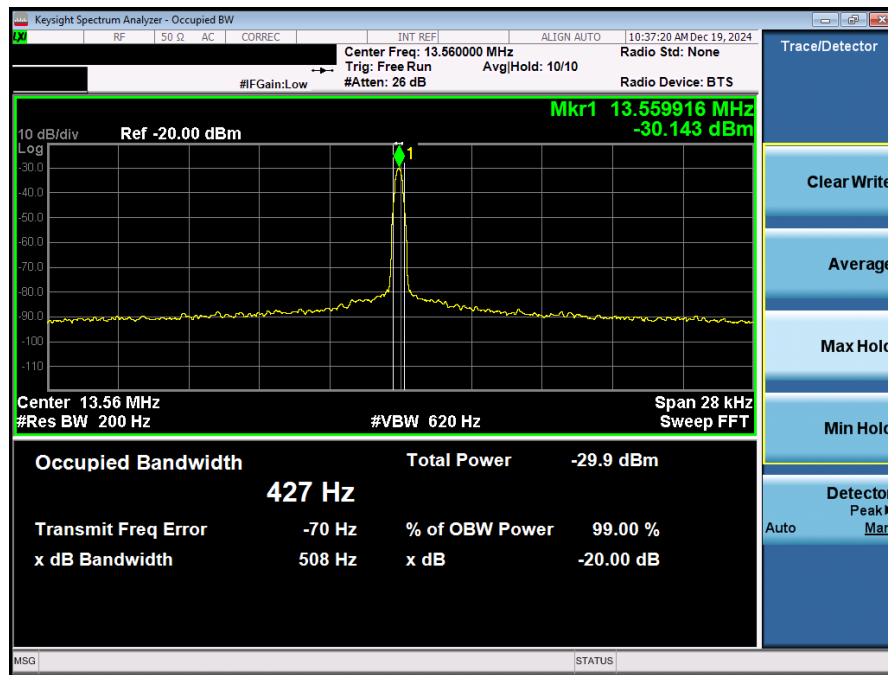 Keysight Spectrum Analyzer - Occupied BW
LXI RF 50 Ω AC CORREC INT REF ALIGN AUTO 10:37:20 AM Dec 19, 2024
Center Freq: 13.560000 MHz Radio Std: None
Trig: Free Run Avg|Hold: 10/10
#IFGain:Low #Atten: 26 dB Radio Device: BTS
Mkr1 13.559916 MHz
10 dB/div Ref -20.00 dBm -30.143 dBm
Log
1
-30.0
-40.0
-50.0
-60.0
-70.0
-80.0
-90.0
-100
-110
Center 13.56 MHz Span 28 kHz
#Res BW 200 Hz #VBW 620 Hz Sweep FFT
Occupied Bandwidth Total Power -29.9 dBm
427 Hz
Transmit Freq Error -70 Hz % of OBW Power 99.00 %
x dB Bandwidth 508 Hz x dB -20.00 dB
MSG STATUS
Trace/Detector
Clear Write
Average
Max Hold
Min Hold
Detector
Peak
Auto Man